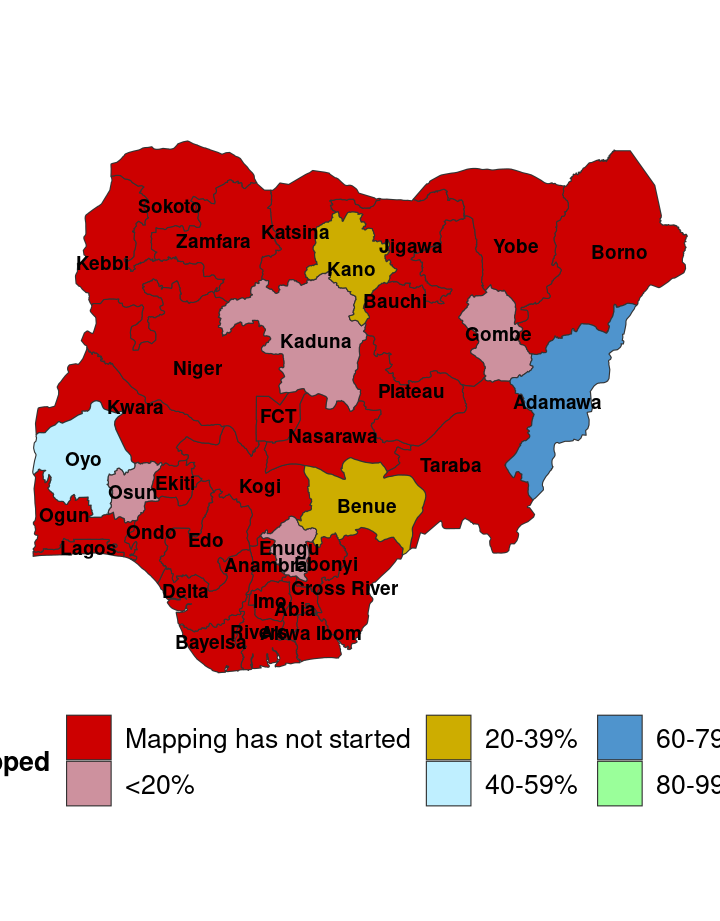 Sokoto
Katsina
Zamfara
Jigawa
Yobe
Borno
Kebbi
Kano
Bauchi
Gombe
Kaduna
Niger
Plateau
Adamawa
Kwara
FCT
Nasarawa
Oyo
Taraba
Osun
Ekiti
Kogi
Benue
Ogun
Ondo
Edo
Lagos
Enugu
Anambra
Ebonyi
Delta
Cross River
Imo
Abia
Bayelsa
Rivers
Akwa Ibom
pped
Mapping has not started
20-39%
60-79
<20%
40-59%
80-99